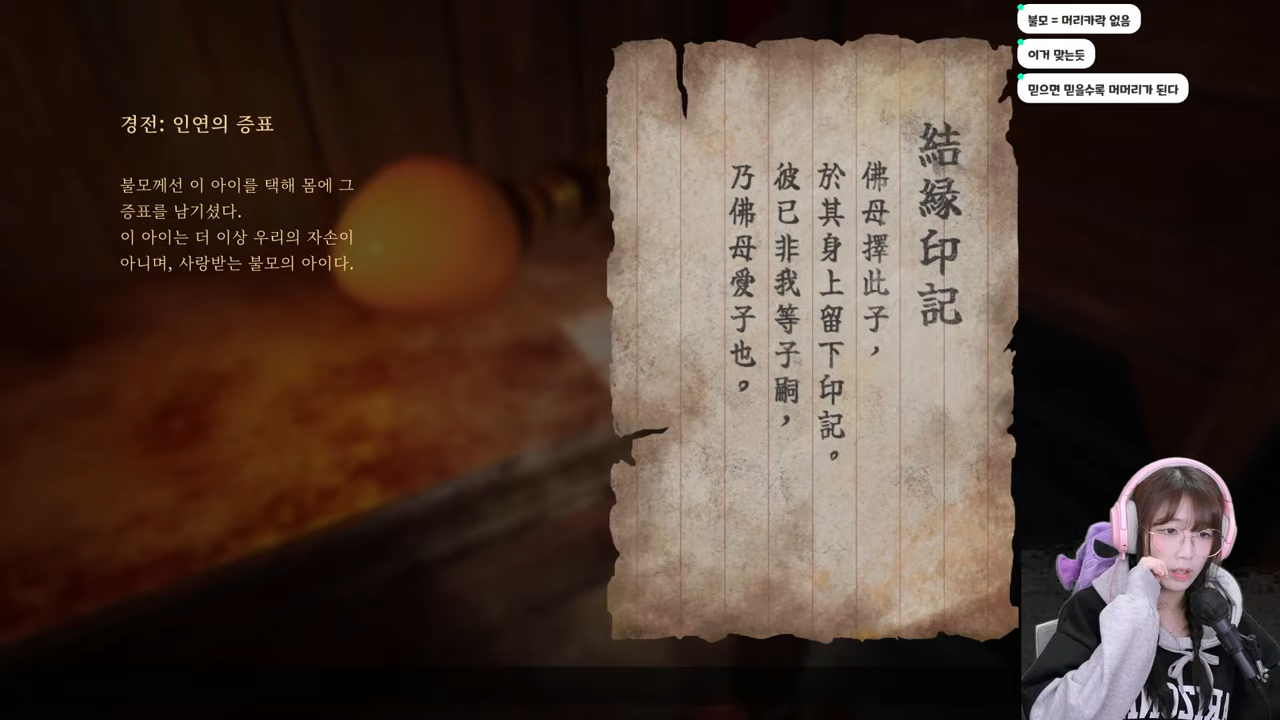 경전: 인연의 증표
불모께선 이 아이를 택해 몸에 그
증표를 남기셨다.
이 아이는 더 이상 우리의 자손이
아니며, 사랑받는 불모의 아이다.
結縁印記
佛母擇此子，
於其身上留下印記。
彼已非我等子嗣，
乃佛母愛子也。
불모 = 머리카락 없음
이거 맞는듯
믿으면 믿을수록 머머리가 된다